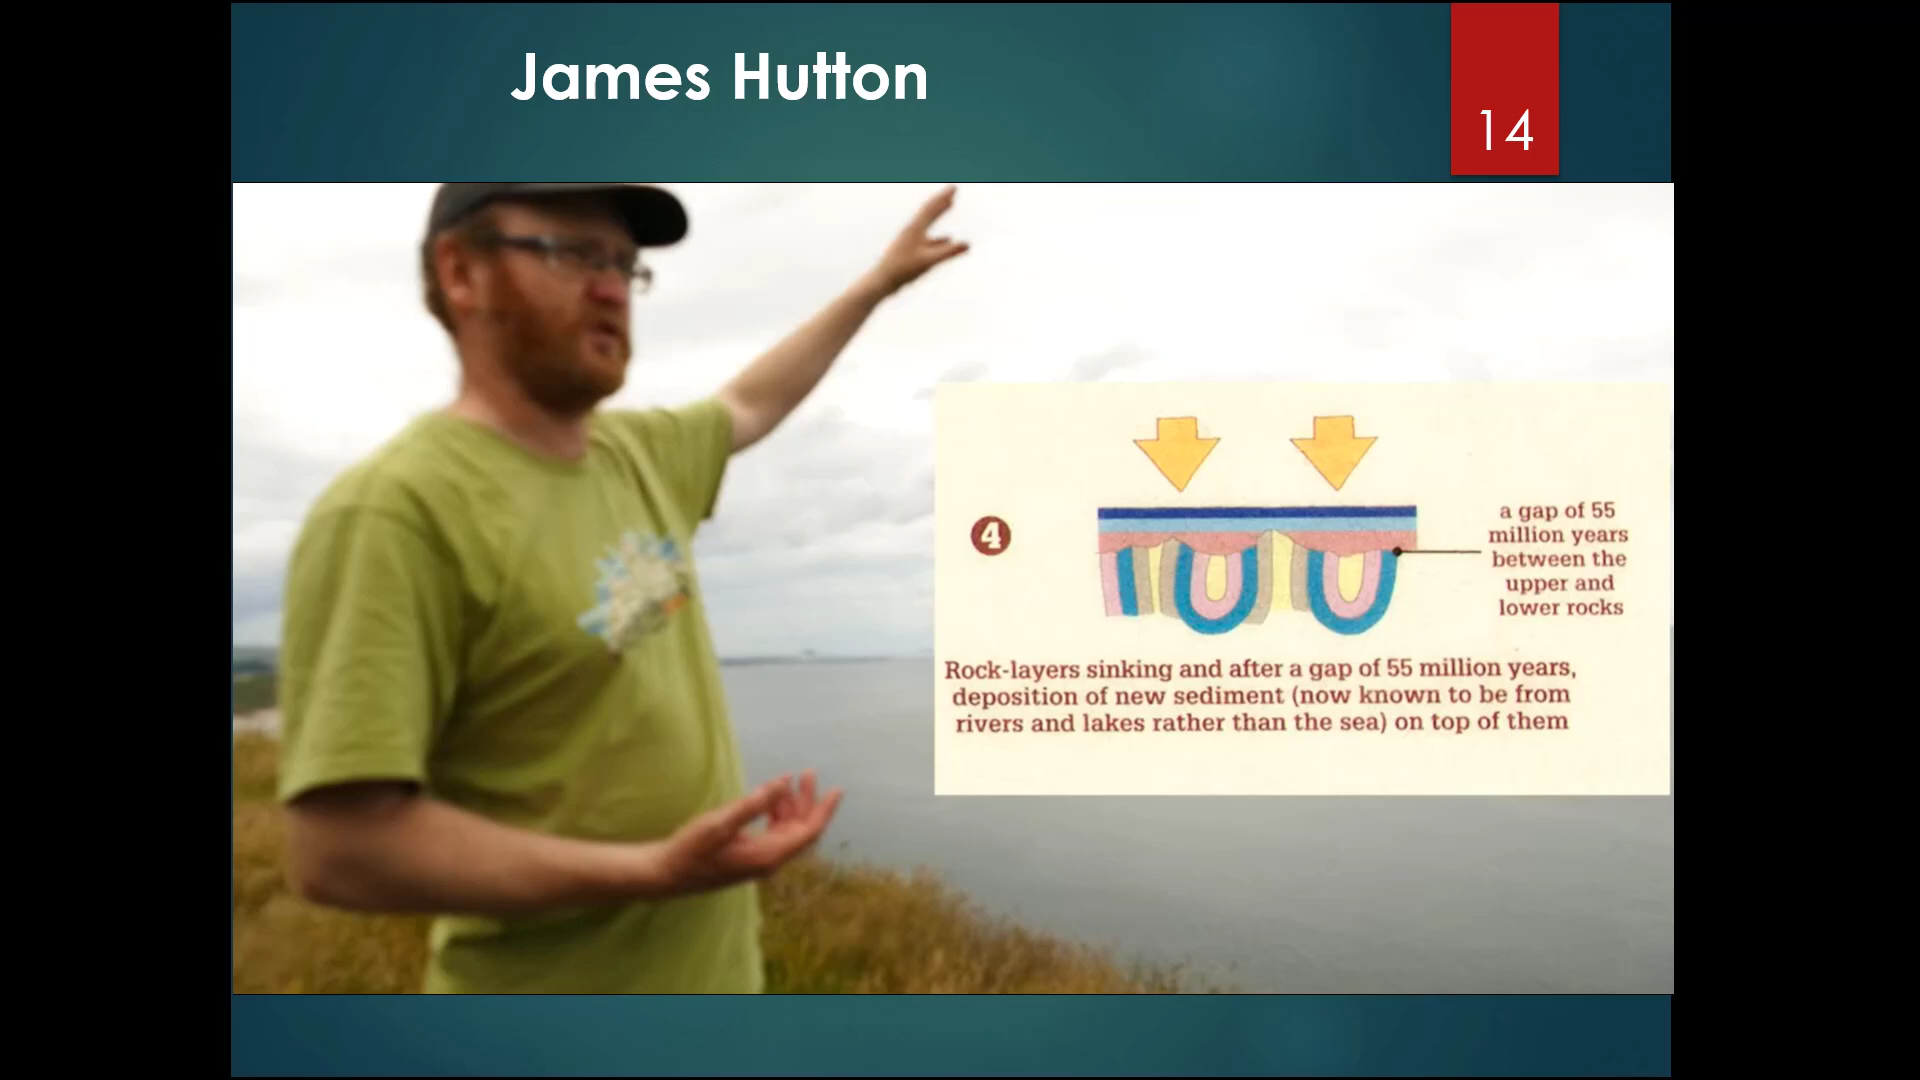 James Hutton
14
4
a gap of 55
million years
between the
upper and
lower rocks
Rock-layers sinking and after a gap of 55 million years,
deposition of new sediment (now known to be from
rivers and lakes rather than the sea) on top of them